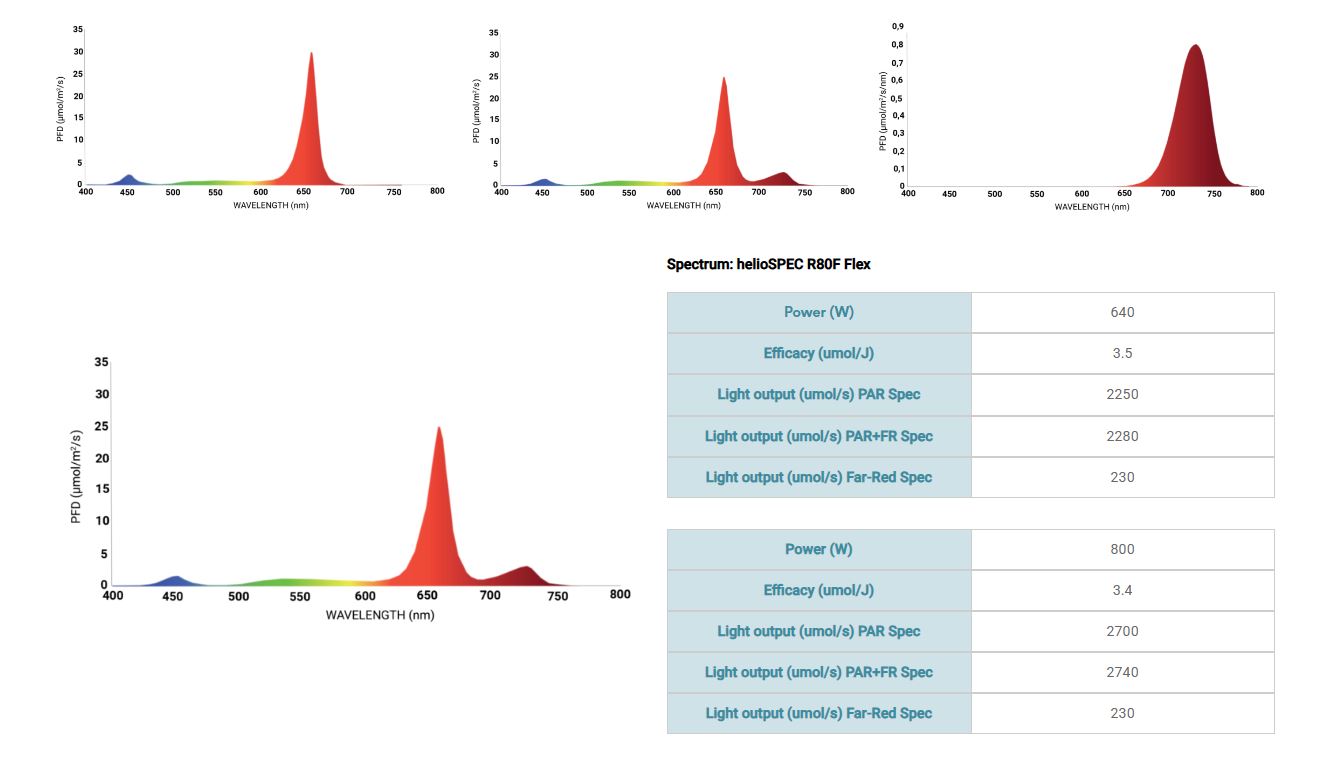 35
30
25
20
15
10
5
0
PFD (μmol/m²/s)
400 450 500 550 600 650 700 750 800
WAVELENGTH (nm)
35
30
25
20
15
10
5
0
PFD (μmol/m²/s)
400 450 500 550 600 650 700 750 800
WAVELENGTH (nm)
0,9
0,8
0,7
0,6
0,5
0,4
0,3
0,2
0,1
0
PFD (μmol/m²/s/nm)
400 450 500 550 600 650 700 750 800
WAVELENGTH (nm)
35
30
25
20
15
10
5
0
PFD (μmol/m²/s)
400 450 500 550 600 650 700 750 800
WAVELENGTH (nm)
Spectrum: helioSPEC R80F Flex
Power (W) 640
Efficacy (umol/J) 3.5
Light output (umol/s) PAR Spec 2250
Light output (umol/s) PAR+FR Spec 2280
Light output (umol/s) Far-Red Spec 230
Power (W) 800
Efficacy (umol/J) 3.4
Light output (umol/s) PAR Spec 2700
Light output (umol/s) PAR+FR Spec 2740
Light output (umol/s) Far-Red Spec 230